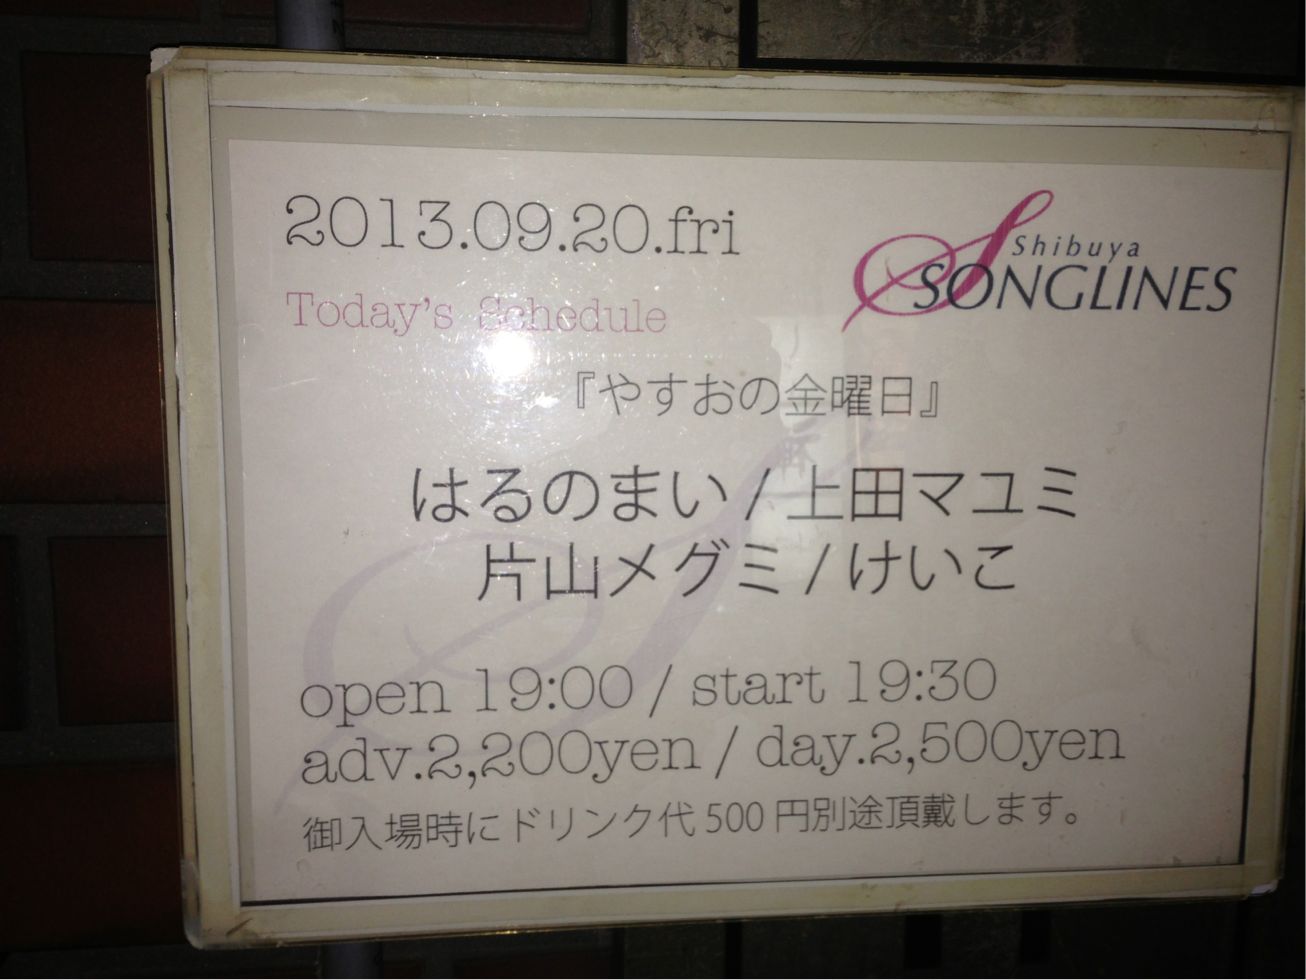 2013.09.20.fri
Shibuya
SONGLINES
Today's Schedule
『やすおの金曜日』
はるのまい / 上田マユミ
片山メグミ / けいこ
open 19:00 / start 19:30
adv.2,200yen / day.2,500yen
御入場時にドリンク代 500 円別途頂戴します。